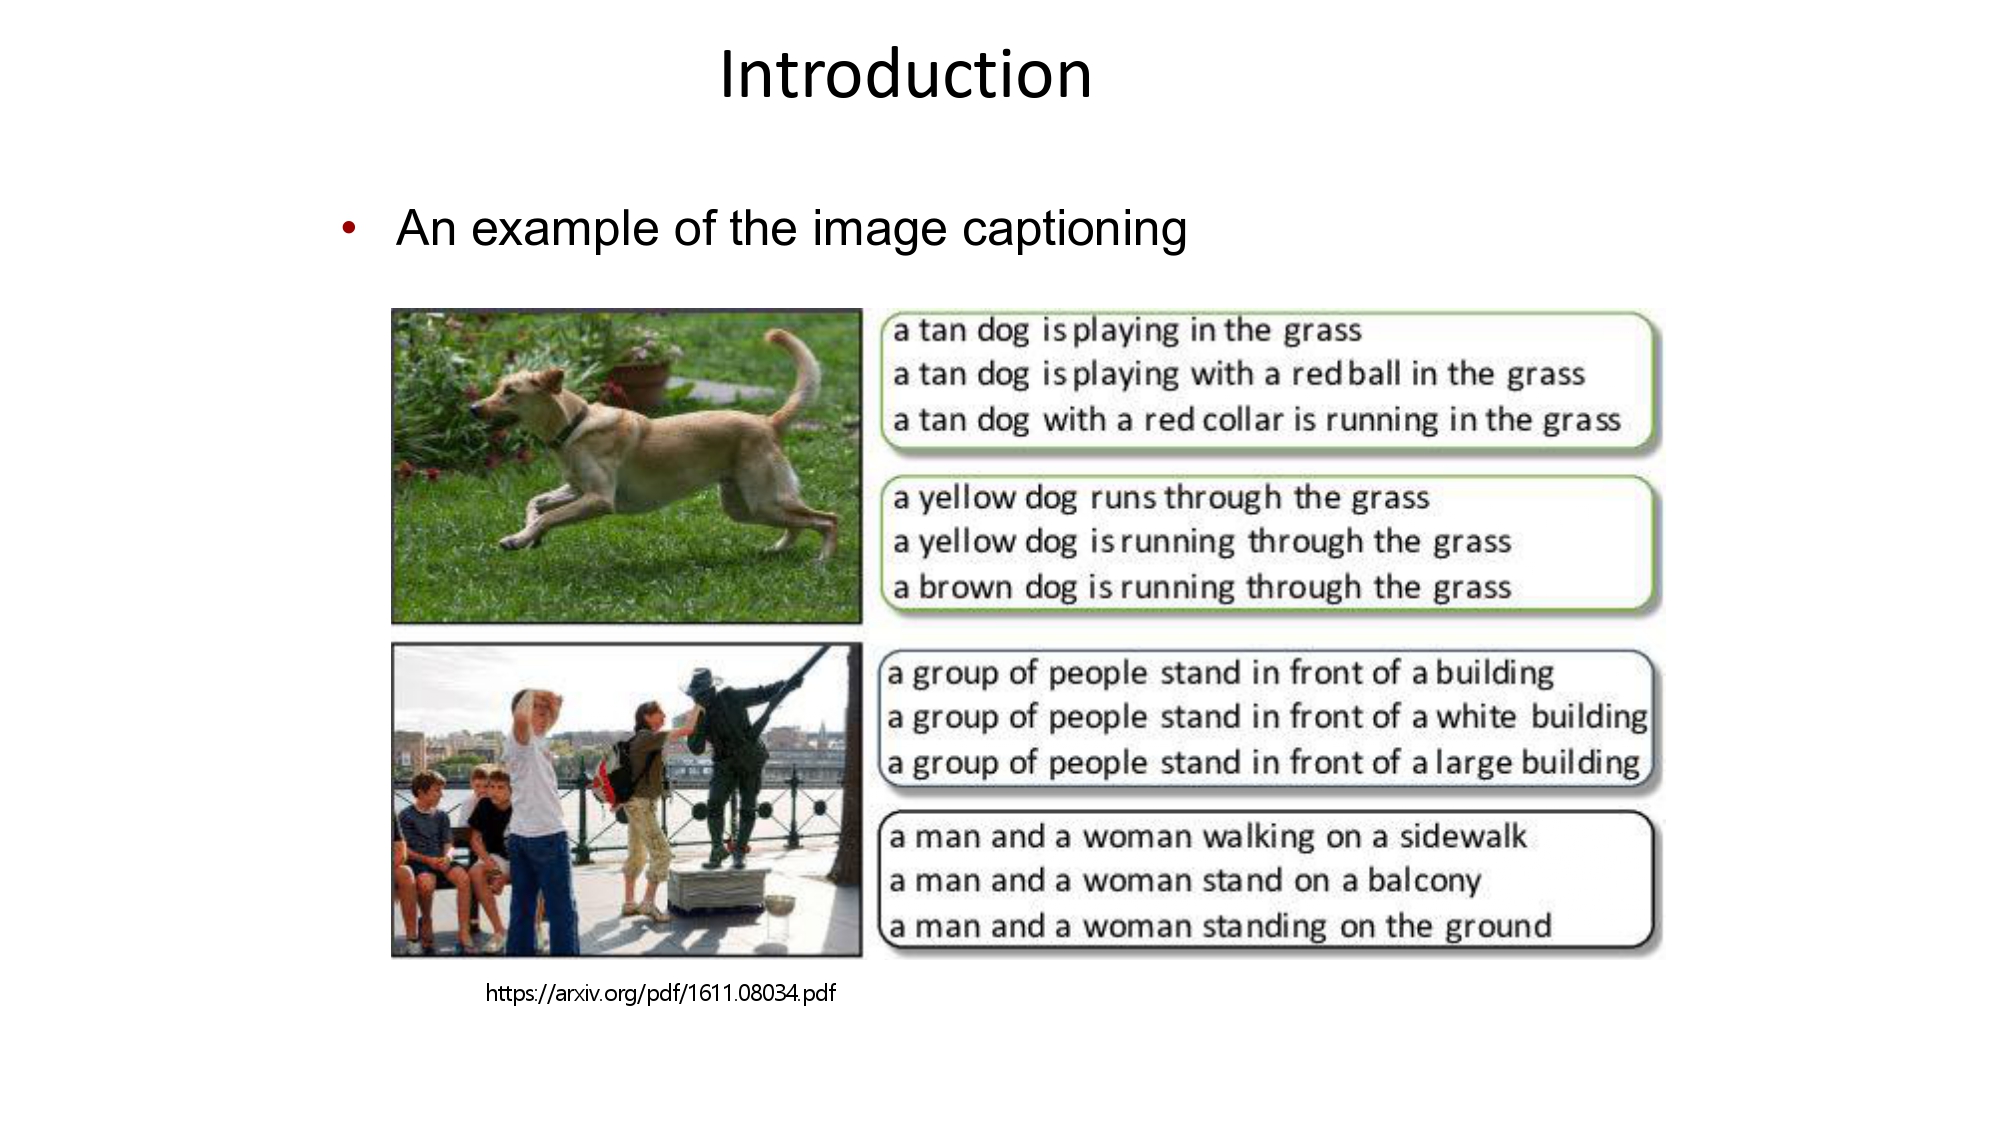 Introduction
• An example of the image captioning
a tan dog is playing in the grass
a tan dog is playing with a red ball in the grass
a tan dog with a red collar is running in the grass
a yellow dog runs through the grass
a yellow dog is running through the grass
a brown dog is running through the grass
a group of people stand in front of a building
a group of people stand in front of a white building
a group of people stand in front of a large building
a man and a woman walking on a sidewalk
a man and a woman stand on a balcony
a man and a woman standing on the ground
https://arxiv.org/pdf/1611.08034.pdf